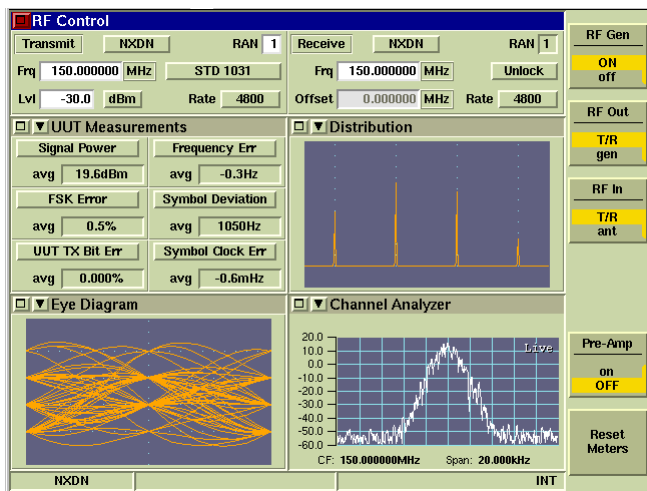 RF Control
Transmit NXDN RAN 1
Frq 150.000000 MHz STD 1031
Lvl -30.0 dBm Rate 4800
Receive NXDN RAN 1
Frq 150.000000 MHz Unlock
Offset 0.000000 MHz Rate 4800
UUT Measurements
Signal Power Frequency Err
avg 19.6dBm avg -0.3Hz
FSK Error Symbol Deviation
avg 0.5% avg 1050Hz
UUT TX Bit Err Symbol Clock Err
avg 0.000% avg -0.6mHz
Distribution
Eye Diagram
Channel Analyzer
20.0
10.0
0.0
-10.0
-20.0
-30.0
-40.0
-50.0
-60.0
Live
CF: 150.000000MHz Span: 20.000kHz
NXDN INT
RF Gen
ON
off
RF Out
T/R
gen
RF In
T/R
ant
Pre-Amp
on
OFF
Reset
Meters